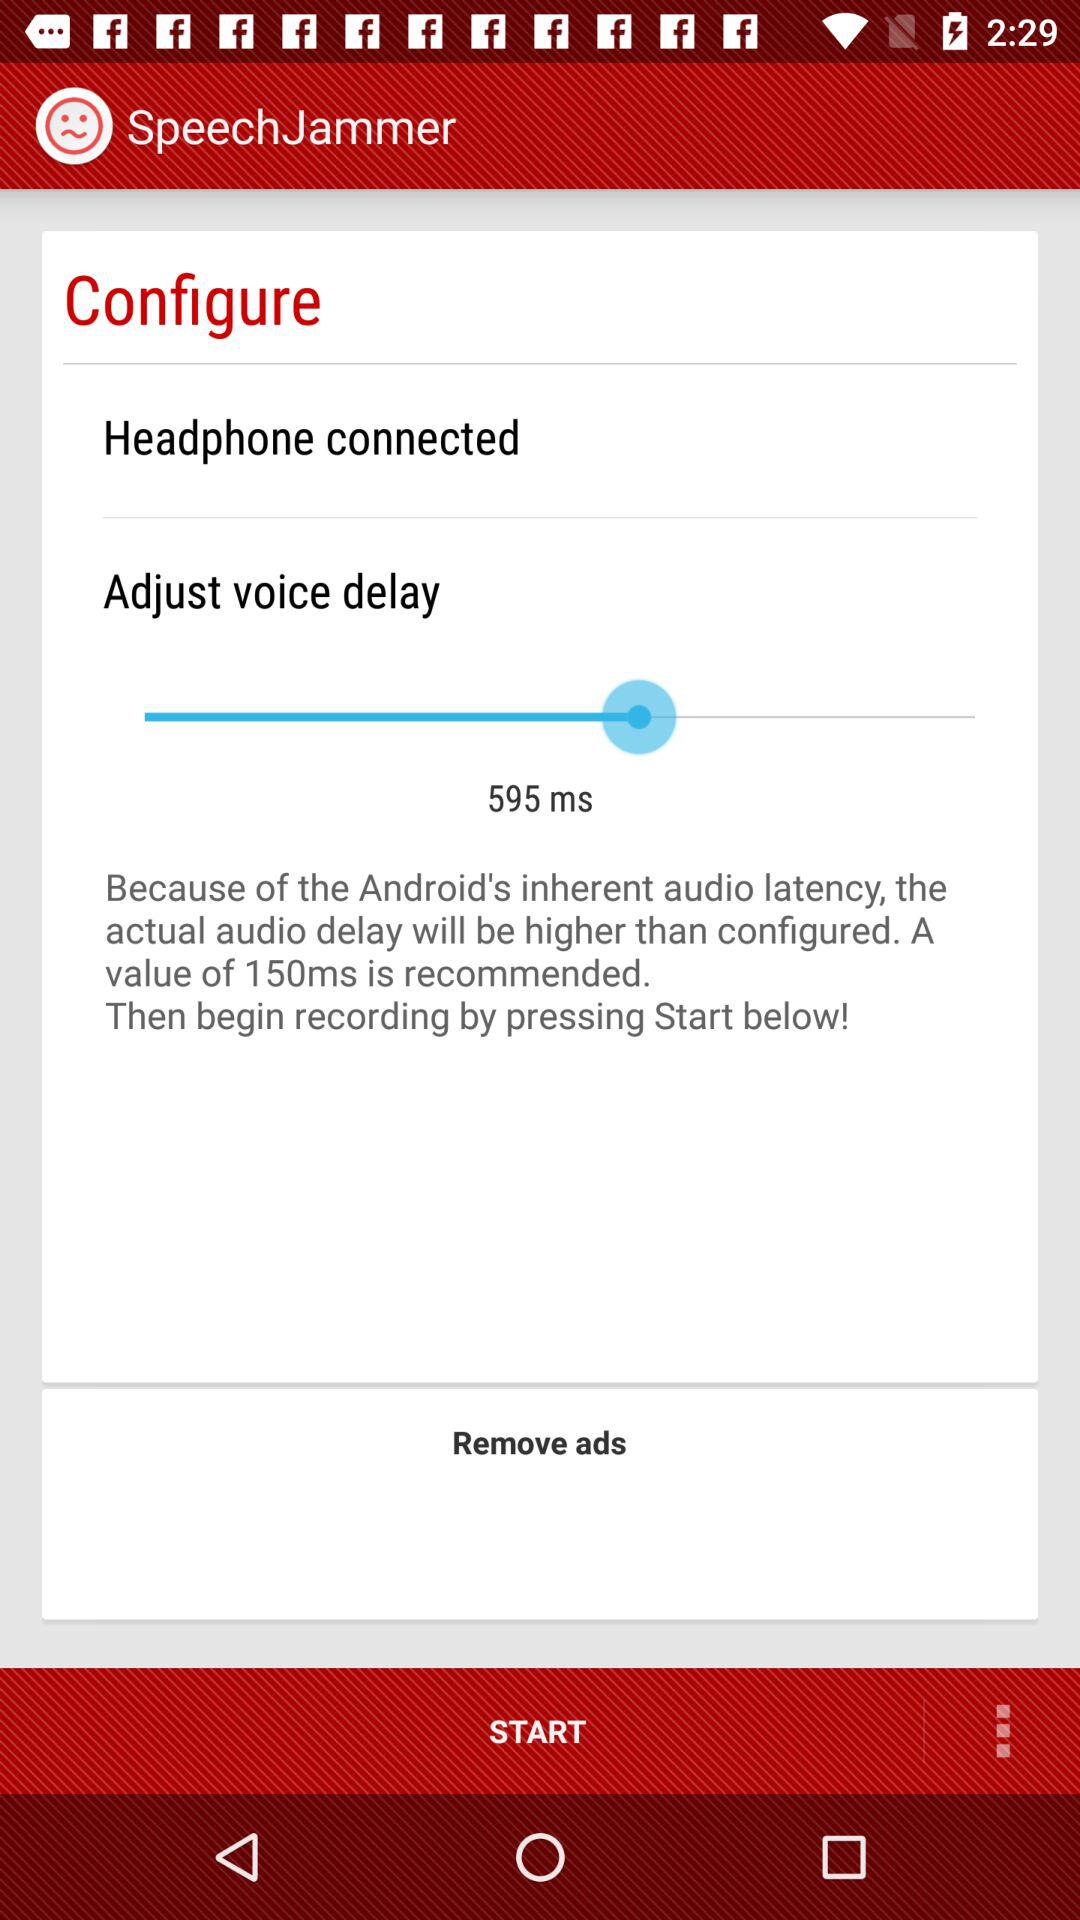 2:29
SpeechJammer
Configure
Headphone connected
Adjust voice delay
595 ms
Because of the Android's inherent audio latency, the
actual audio delay will be higher than configured. A
value of 150ms is recommended.
Then begin recording by pressing Start below!
Remove ads
START